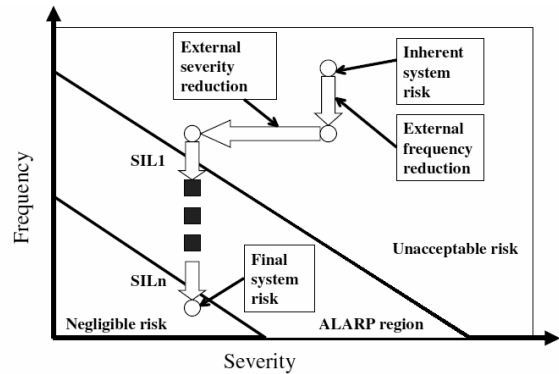 External
severity
reduction
Inherent
system
risk
External
frequency
reduction
SIL1
Frequency
Unacceptable risk
Final
system
risk
SILn
Negligible risk
ALARP region
Severity